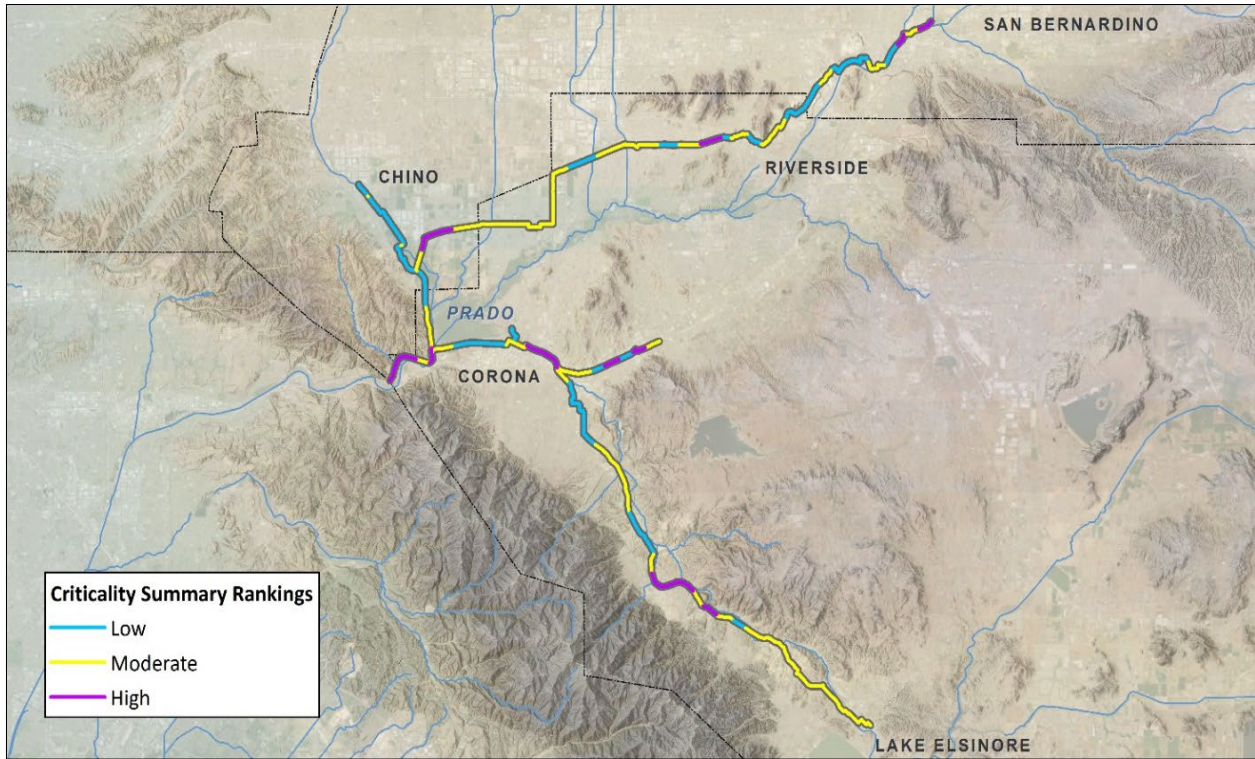 SAN BERNARDINO
RIVERSIDE
CHINO
PRADO
CORONA
LAKE ELSINORE
Criticality Summary Rankings
Low
Moderate
High